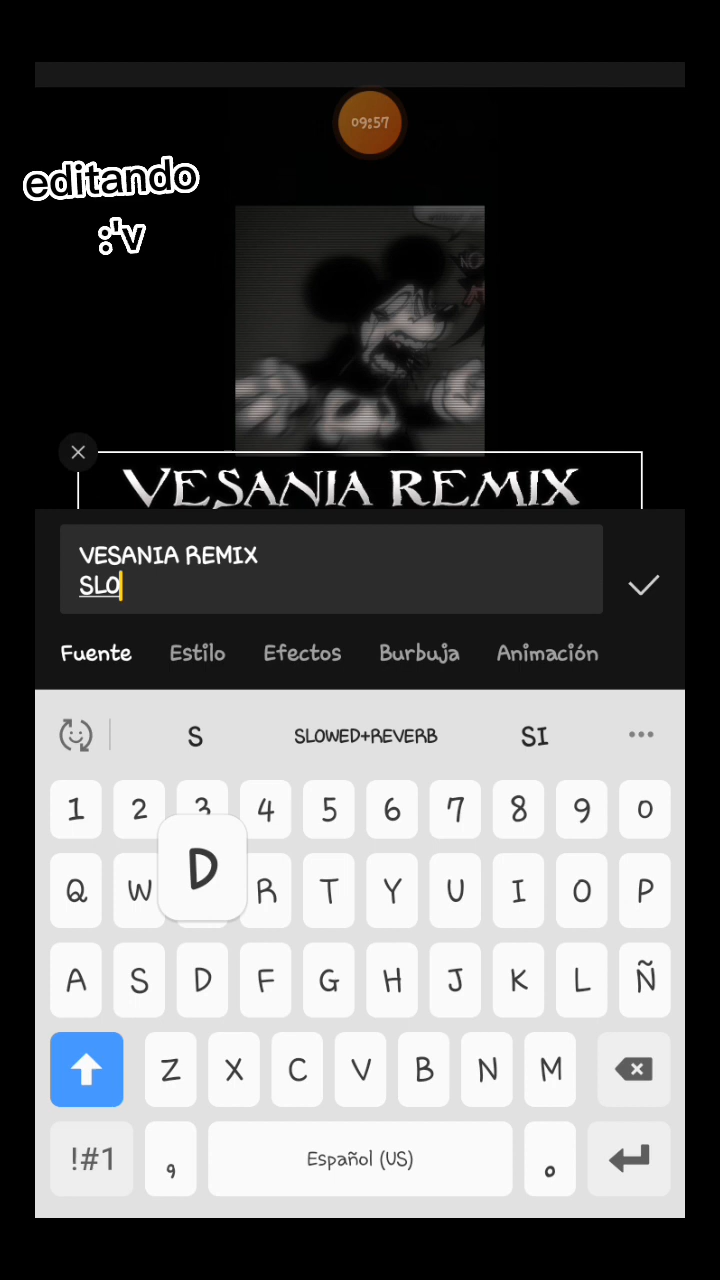 09:57
editando
:'v
NO
VESANIA REMIX
VESANIA REMIX
SLO
Fuente Estilo Efectos Burbuja Animación
S SLOWED+REVERB SI
1 2 3 4 5 6 7 8 9 0
D
Q W R T Y U I O P
A S D F G H J K L Ñ
Z X C V B N M
!#1 , Español (US) .